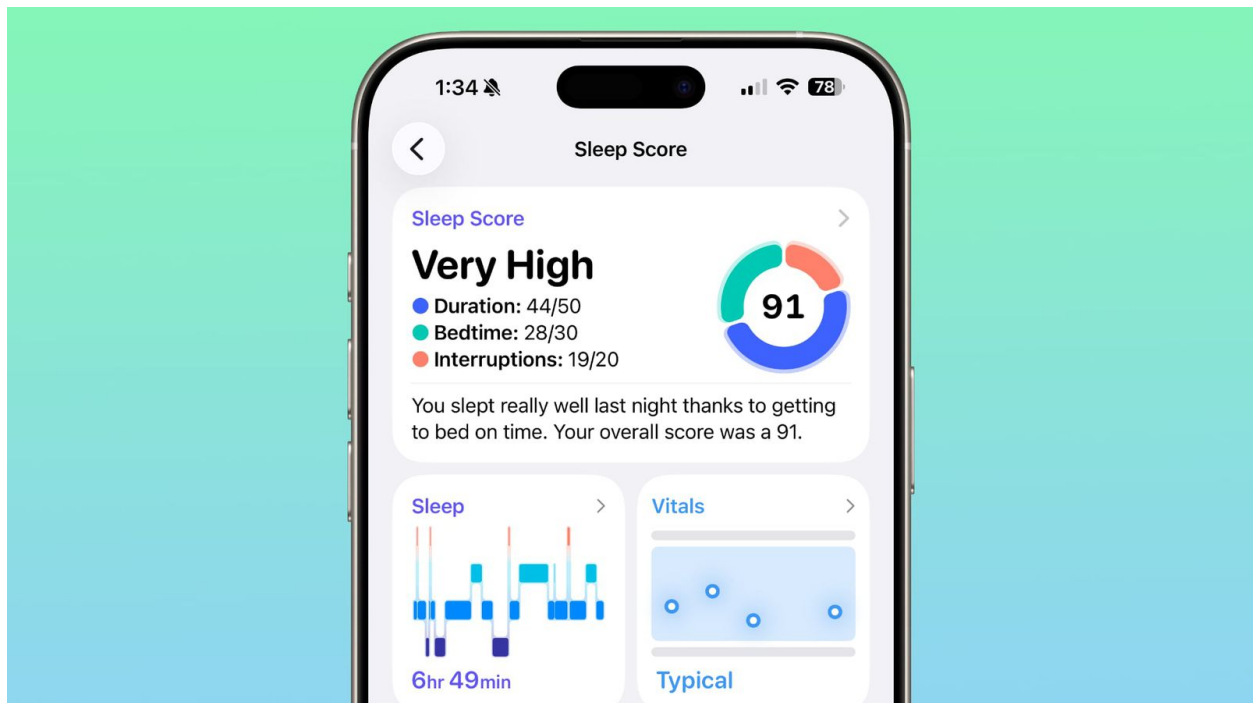 1:34
78
Sleep Score
Sleep Score
Very High
Duration: 44/50
Bedtime: 28/30
Interruptions: 19/20
91
You slept really well last night thanks to getting
to bed on time. Your overall score was a 91.
Sleep
6hr 49min
Vitals
Typical